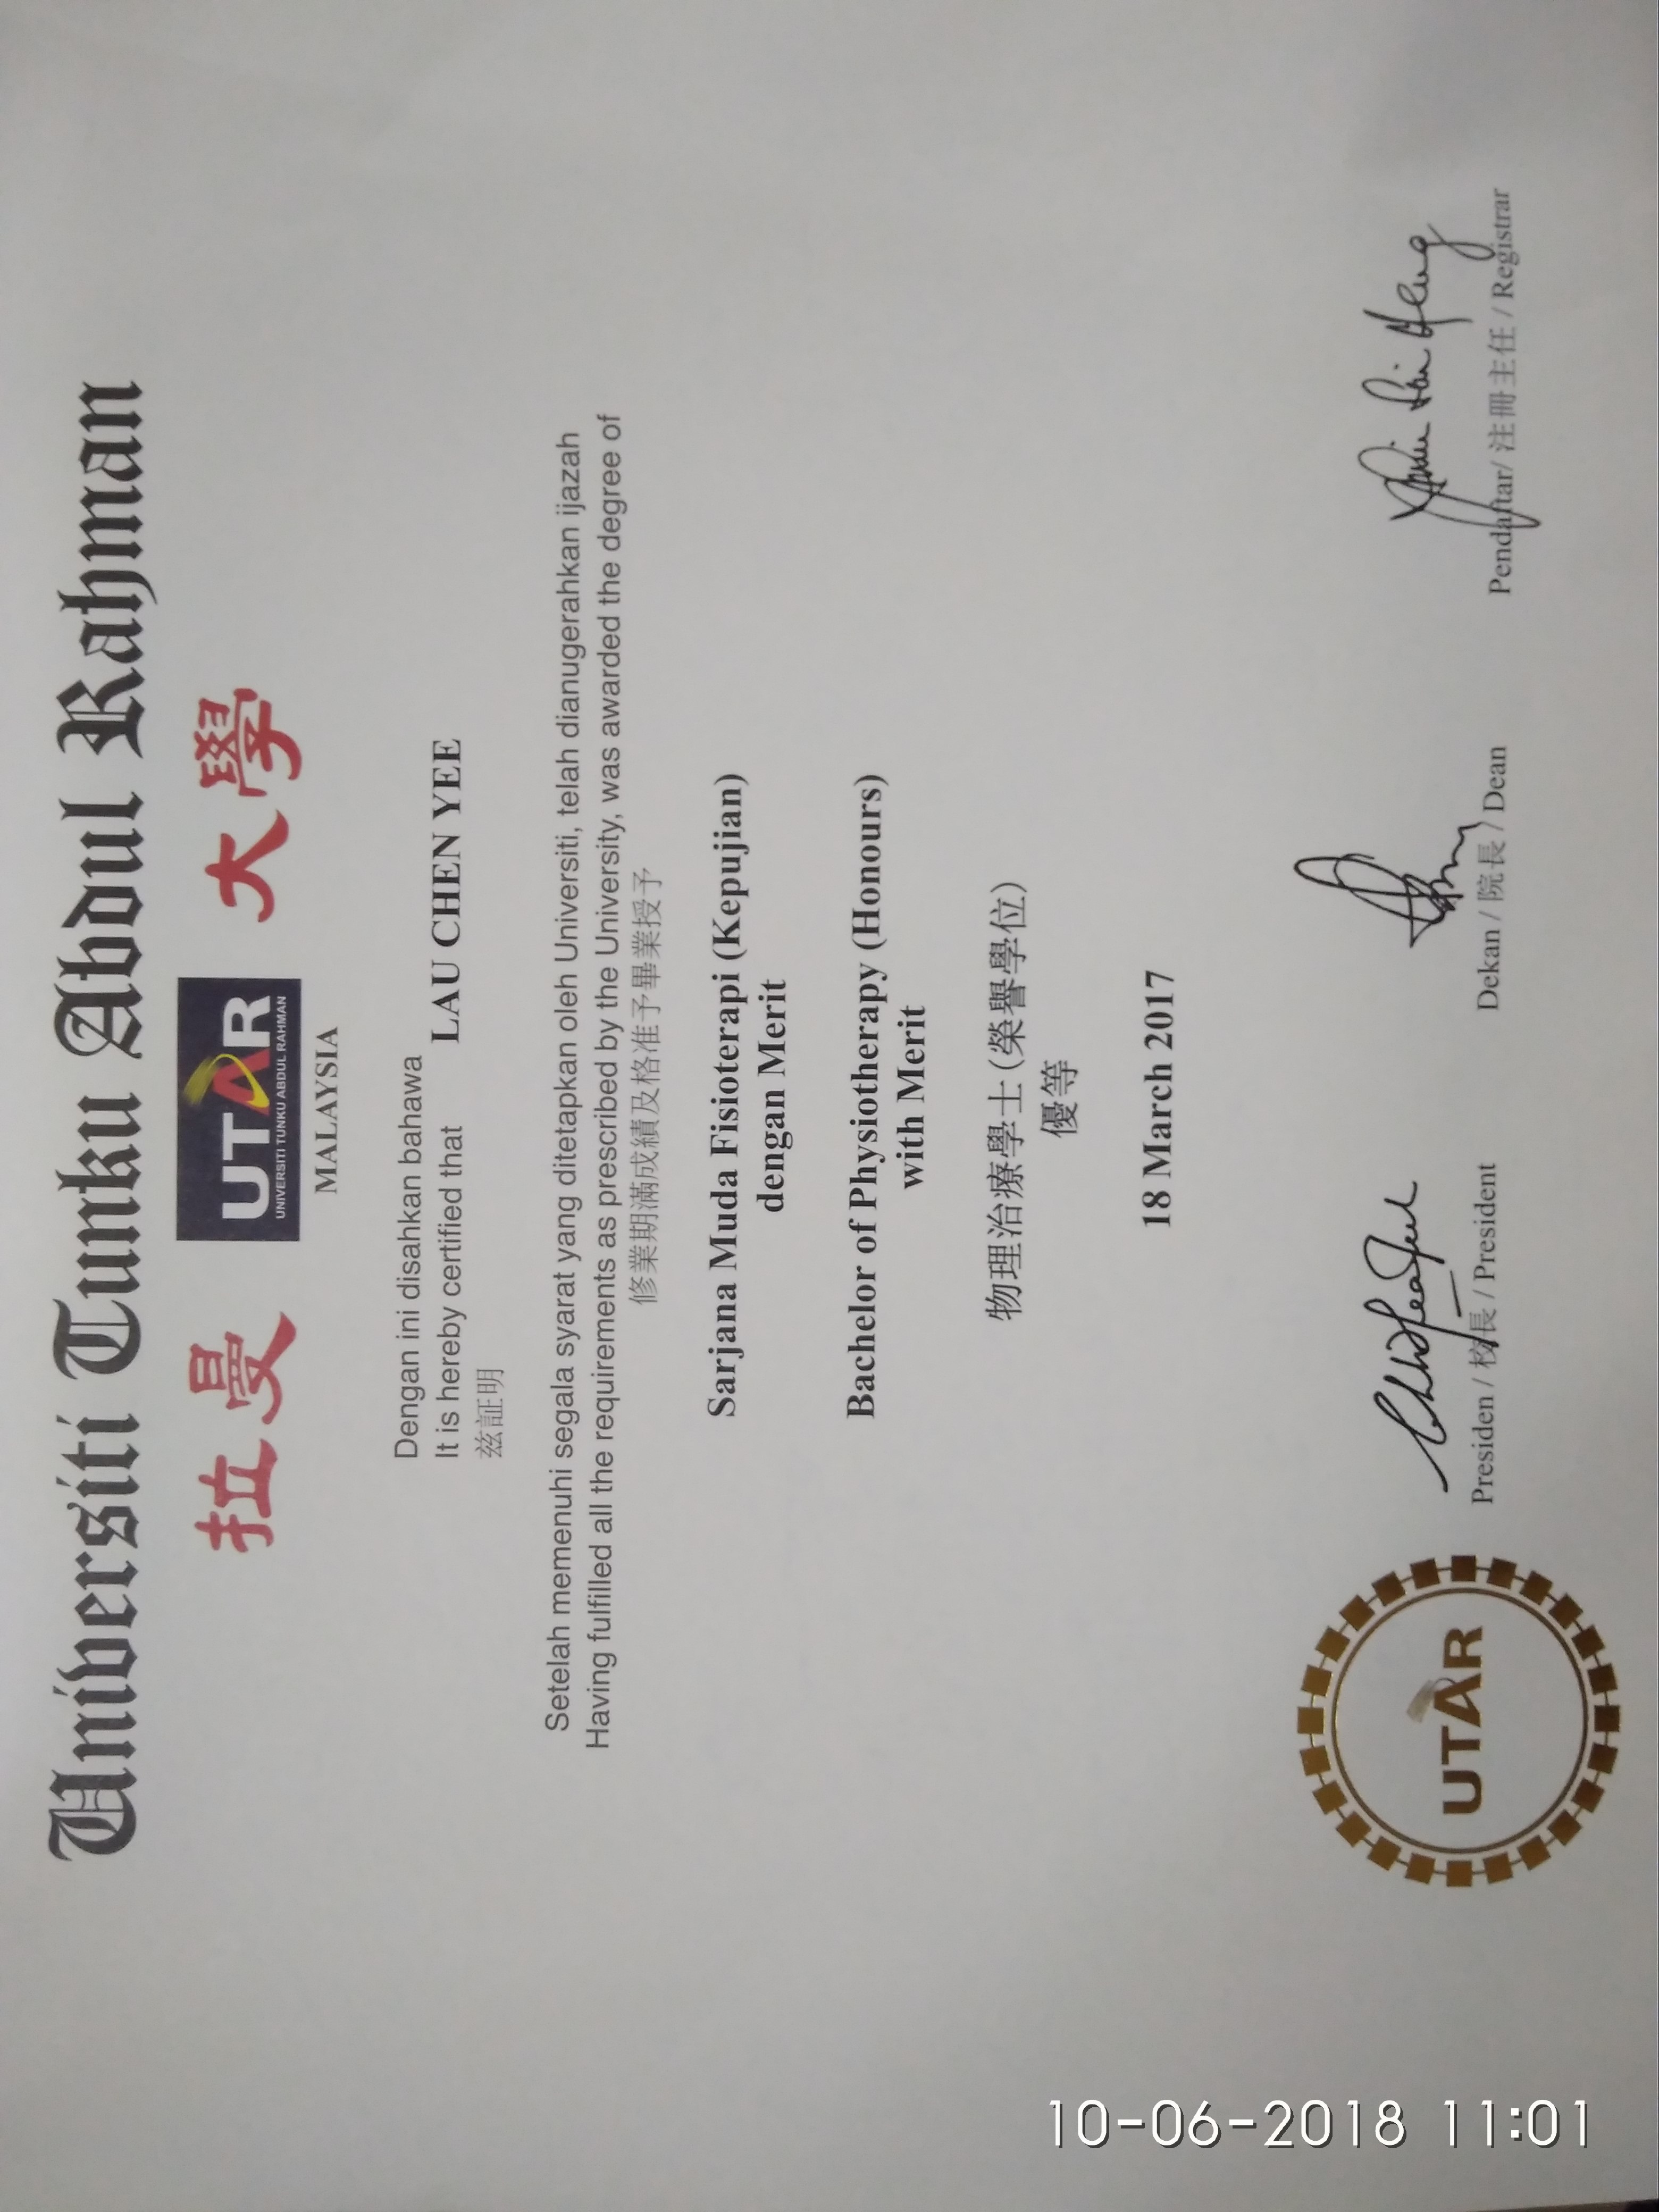 Universiti Tunku Abdul Rahman
拉曼 UTAR 大學
UNIVERSITI TUNKU ABDUL RAHMAN
MALAYSIA
Dengan ini disahkan bahawa
It is hereby certified that LAU CHEN YEE
茲証明
Setelah memenuhi segala syarat yang ditetapkan oleh Universiti, telah dianugerahkan ijazah
Having fulfilled all the requirements as prescribed by the University, was awarded the degree of
修業期滿成績及格准予畢業授予
Sarjana Muda Fisioterapi (Kepujian)
dengan Merit
Bachelor of Physiotherapy (Honours)
with Merit
物理治療學士(榮譽學位)
優等
18 March 2017
UTAR
Presiden / 校長 / President
Dekan / 院長 / Dean
Pendaftar/ 注冊主任 / Registrar
10-06-2018 11:01